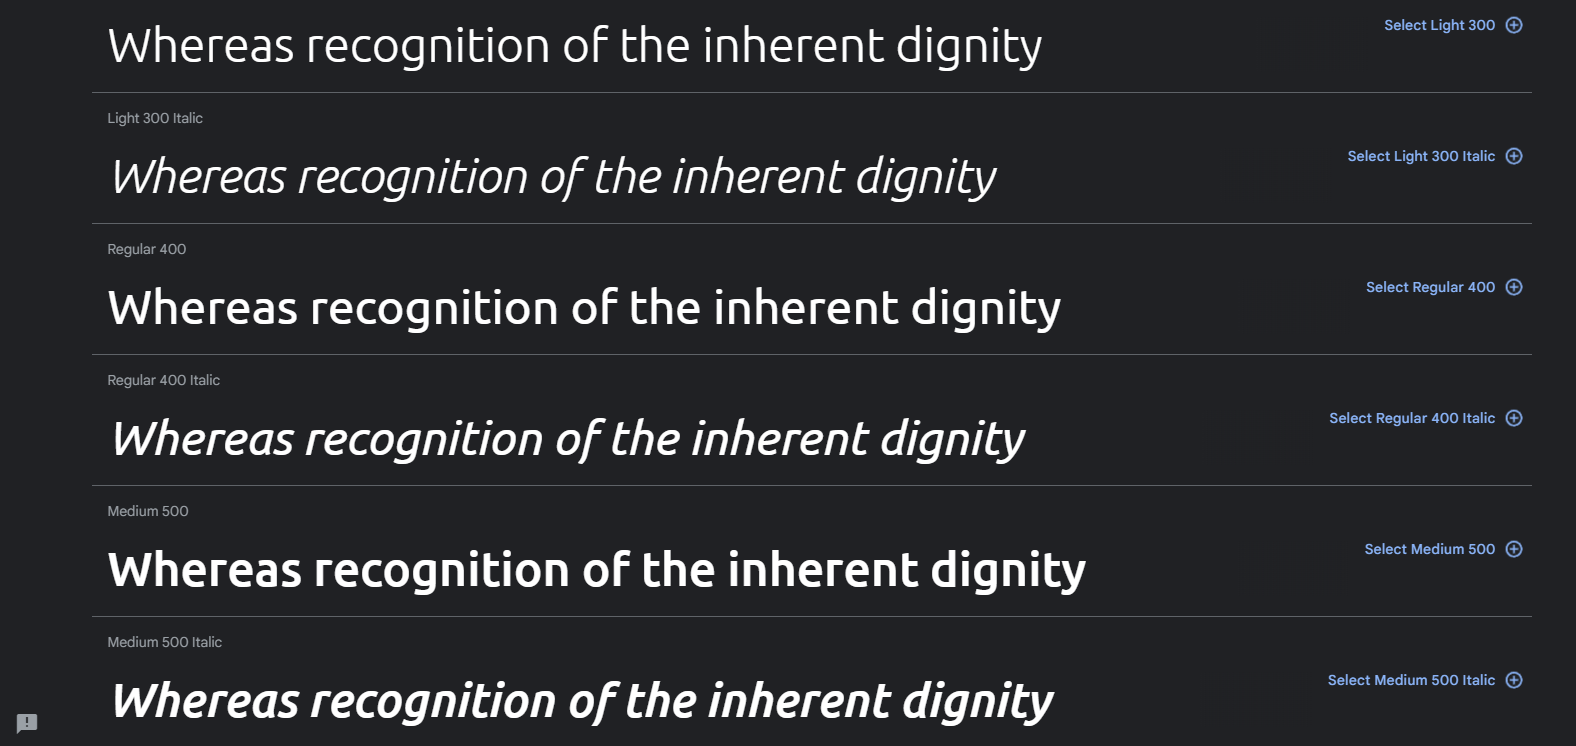 Whereas recognition of the inherent dignity
Select Light 300
Light 300 Italic
Whereas recognition of the inherent dignity
Select Light 300 Italic
Regular 400
Whereas recognition of the inherent dignity
Select Regular 400
Regular 400 Italic
Whereas recognition of the inherent dignity
Select Regular 400 Italic
Medium 500
Whereas recognition of the inherent dignity
Select Medium 500
Medium 500 Italic
Whereas recognition of the inherent dignity
Select Medium 500 Italic